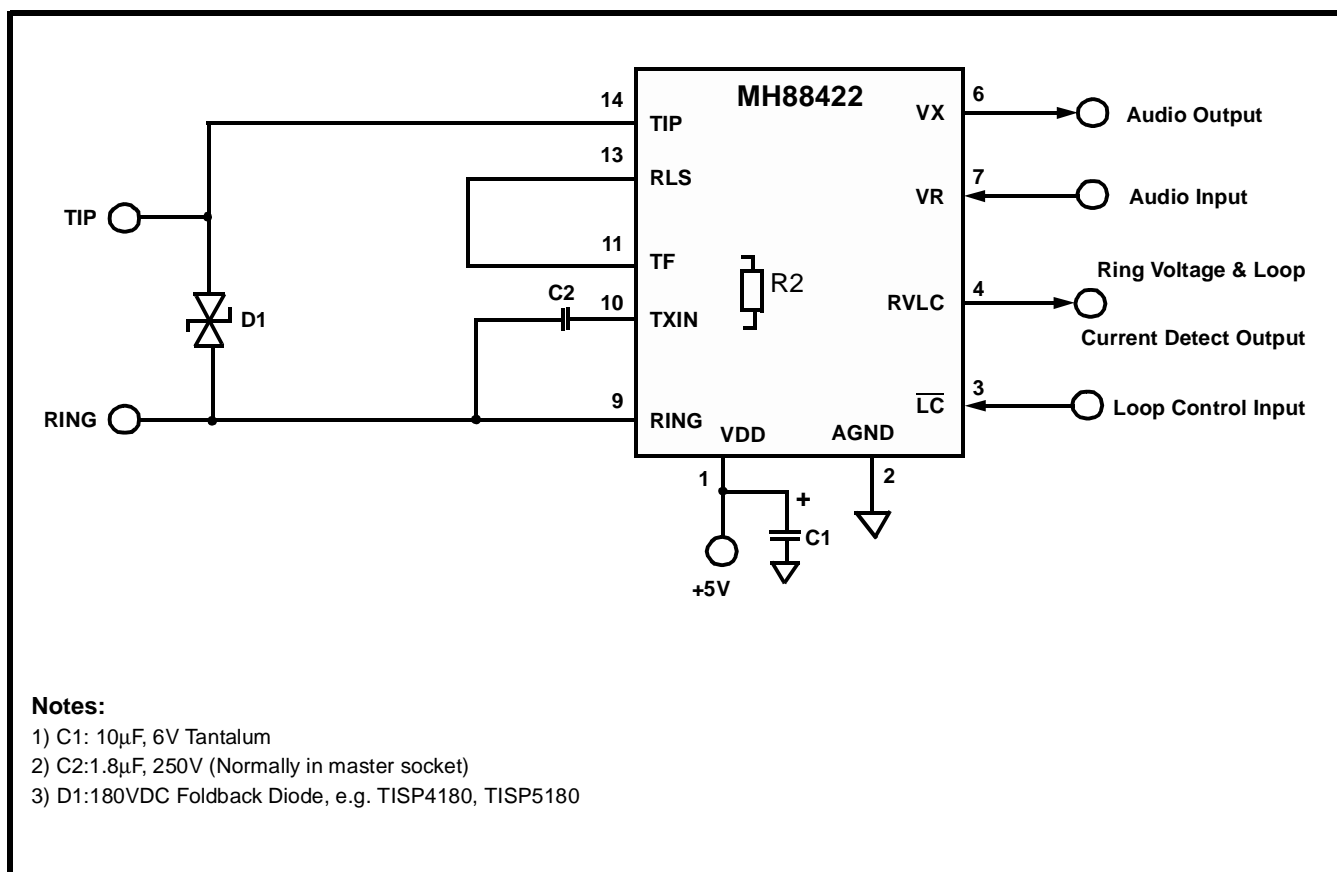 MH88422
14
TIP
13
RLS
11
TF
C2
10
TXIN
9
RING
R2
6
VX
Audio Output
7
VR
Audio Input
Ring Voltage & Loop
4
RVLC
Current Detect Output
3
LC
Loop Control Input
VDD
AGND
1
2
+
C1
+5V
TIP
D1
RING
Notes:
1) C1: 10μF, 6V Tantalum
2) C2:1.8μF, 250V (Normally in master socket)
3) D1:180VDC Foldback Diode, e.g. TISP4180, TISP5180